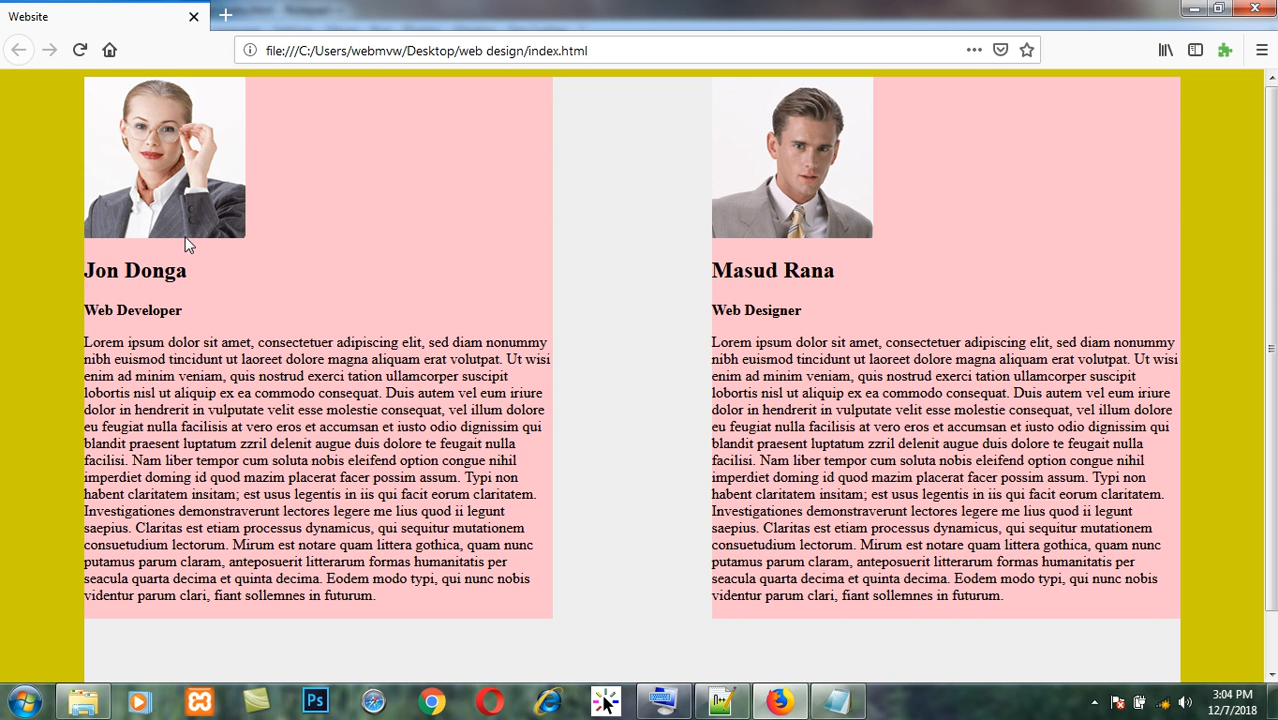 Website
file:///C:/Users/webmvw/Desktop/web design/index.html
Jon Donga
Web Developer
Lorem ipsum dolor sit amet, consectetuer adipiscing elit, sed diam nonummy
nibh euismod tincidunt ut laoreet dolore magna aliquam erat volutpat. Ut wisi
enim ad minim veniam, quis nostrud exerci tation ullamcorper suscipit
lobortis nisl ut aliquip ex ea commodo consequat. Duis autem vel eum iriure
dolor in hendrerit in vulputate velit esse molestie consequat, vel illum dolore
eu feugiat nulla facilisis at vero eros et accumsan et iusto odio dignissim qui
blandit praesent luptatum zzril delenit augue duis dolore te feugait nulla
facilisi. Nam liber tempor cum soluta nobis eleifend option congue nihil
imperdiet doming id quod mazim placerat facer possim assum. Typi non
habent claritatem insitam; est usus legentis in iis qui facit eorum claritatem.
Investigationes demonstraverunt lectores legere me lius quod ii legunt
saepius. Claritas est etiam processus dynamicus, qui sequitur mutationem
consuetudium lectorum. Mirum est notare quam littera gothica, quam nunc
putamus parum claram, anteposuerit litterarum formas humanitatis per
seacula quarta decima et quinta decima. Eodem modo typi, qui nunc nobis
videntur parum clari, fiant sollemnes in futurum.
Masud Rana
Web Designer
Lorem ipsum dolor sit amet, consectetuer adipiscing elit, sed diam nonummy
nibh euismod tincidunt ut laoreet dolore magna aliquam erat volutpat. Ut wisi
enim ad minim veniam, quis nostrud exerci tation ullamcorper suscipit
lobortis nisl ut aliquip ex ea commodo consequat. Duis autem vel eum iriure
dolor in hendrerit in vulputate velit esse molestie consequat, vel illum dolore
eu feugiat nulla facilisis at vero eros et accumsan et iusto odio dignissim qui
blandit praesent luptatum zzril delenit augue duis dolore te feugait nulla
facilisi. Nam liber tempor cum soluta nobis eleifend option congue nihil
imperdiet doming id quod mazim placerat facer possim assum. Typi non
habent claritatem insitam; est usus legentis in iis qui facit eorum claritatem.
Investigationes demonstraverunt lectores legere me lius quod ii legunt
saepius. Claritas est etiam processus dynamicus, qui sequitur mutationem
consuetudium lectorum. Mirum est notare quam littera gothica, quam nunc
putamus parum claram, anteposuerit litterarum formas humanitatis per
seacula quarta decima et quinta decima. Eodem modo typi, qui nunc nobis
videntur parum clari, fiant sollemnes in futurum.
Ps
3:04 PM
12/7/2018